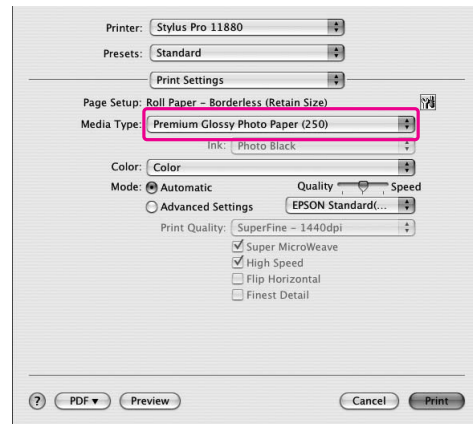 Printer: Stylus Pro 11880
Presets: Standard
Print Settings
Page Setup: Roll Paper – Borderless (Retain Size)
Media Type: Premium Glossy Photo Paper (250)
Ink: Photo Black
Color: Color
Mode: Automatic Quality Speed
Advanced Settings EPSON Standard(...
Print Quality: SuperFine – 1440dpi
Super MicroWeave
High Speed
Flip Horizontal
Finest Detail
? PDF Preview Cancel Print